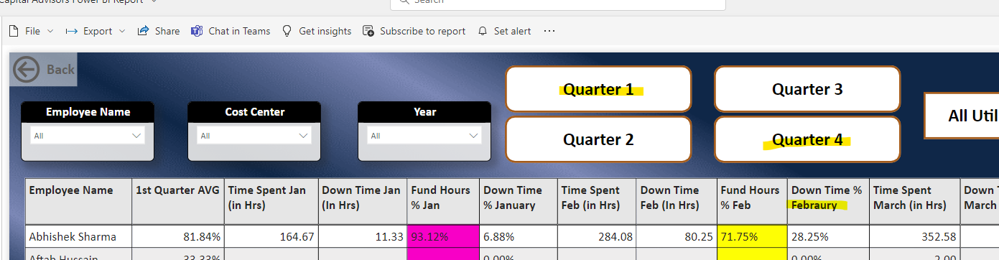 Capital Advisors Power BI Report
Search
File
Export
Share
Chat in Teams
Get insights
Subscribe to report
Set alert
Back
Employee Name
All
Cost Center
All
Year
All
Quarter 1
Quarter 3
Quarter 2
Quarter 4
All Util
Employee Name
1st Quarter AVG
Time Spent Jan
(in Hrs)
Down Time Jan
(In Hrs)
Fund Hours
% Jan
Down Time
% January
Time Spent
Feb (in Hrs)
Down Time
Feb (In Hrs)
Fund Hours
% Feb
Down Time %
Febraury
Time Spent
March (in Hrs)
Down
March
Abhishek Sharma 81.84% 164.67 11.33 93.12% 6.88% 284.08 80.25 71.75% 28.25% 352.58
Aftab Hussain 33.33% 0.00% 0.00% 2.00